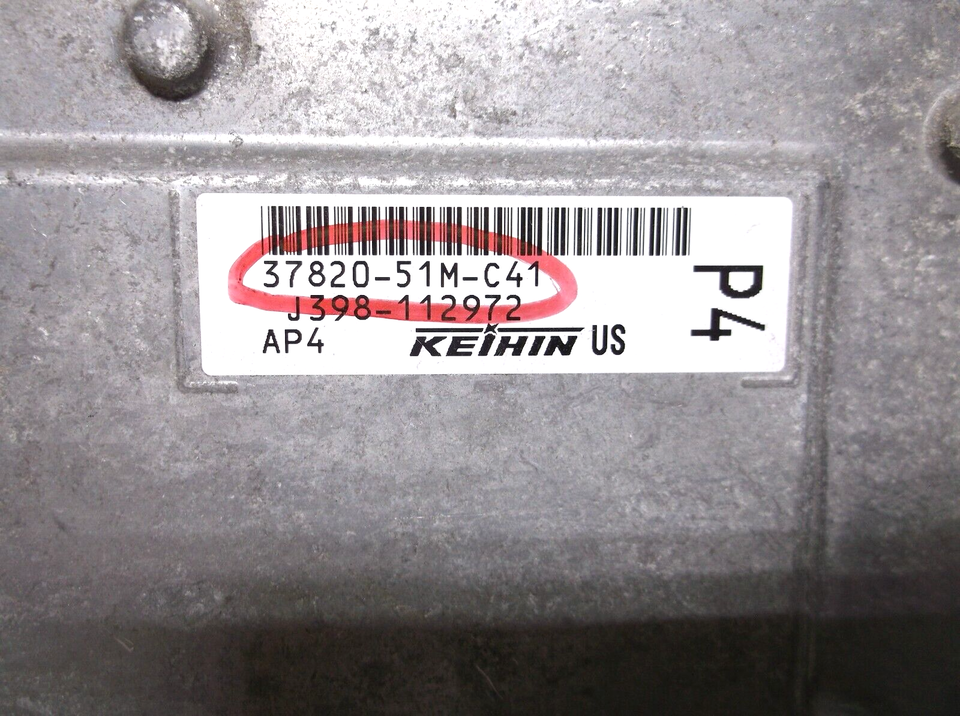 37820-51M-C41
J398-112972
AP4 KEIHIN US
P4